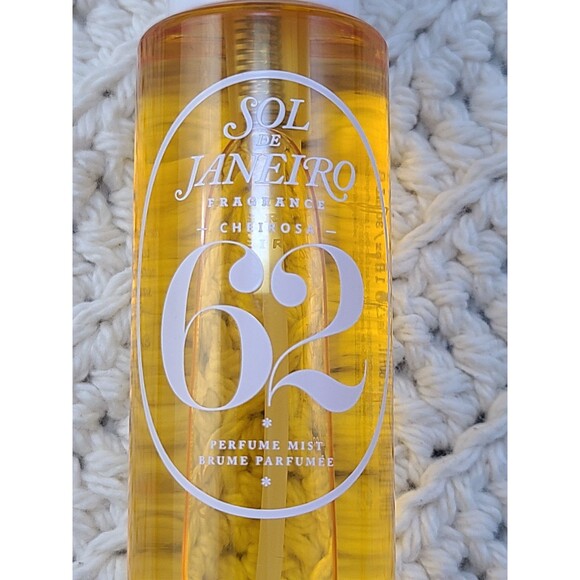 SOL
DE
JANEIRO
FRAGRANCE
— CHEIROSA —
62
*
PERFUME MIST
BRUME PARFUMÉE
*